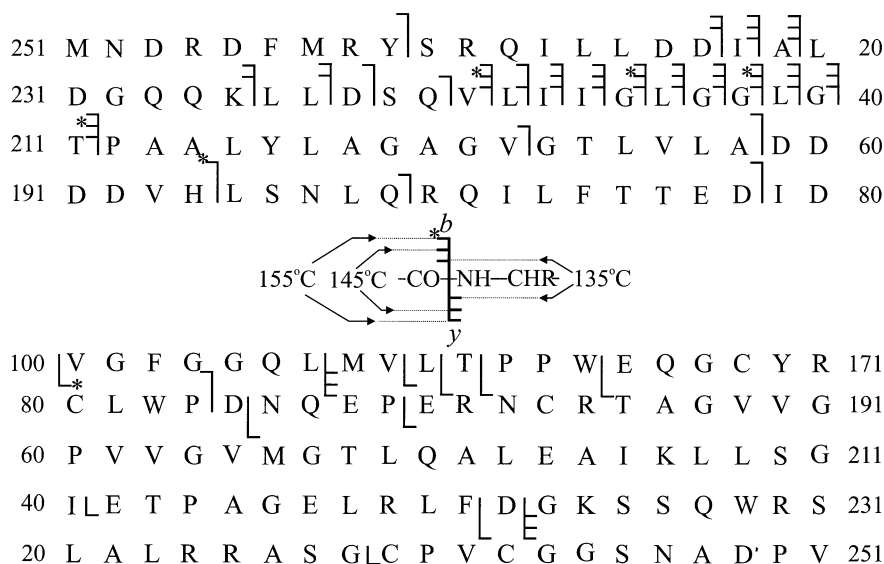 251 M N D R D F M R Y S R Q I L L D D I A L 20
231 D G Q Q K L L D S Q V* L I I G* L G G* L G 40
211 T* P A A L Y L A G A G V G T L V L A D D 60
191 D D V H* L S N L Q R Q I L F T T E D I D 80
*b
155°C 145°C -CO-NH-CHR- 135°C
y
100 V G F G G Q L M V L T P P W E Q G C Y R 171
80 C* L W P D N Q E P E R N C R T A G V V G 191
60 P V V G V M G T L Q A L E A I K L L S G 211
40 I E T P A G E L R L F D G K S S Q W R S 231
20 L A L R R A S G C P V C G G S N A D' P V 251